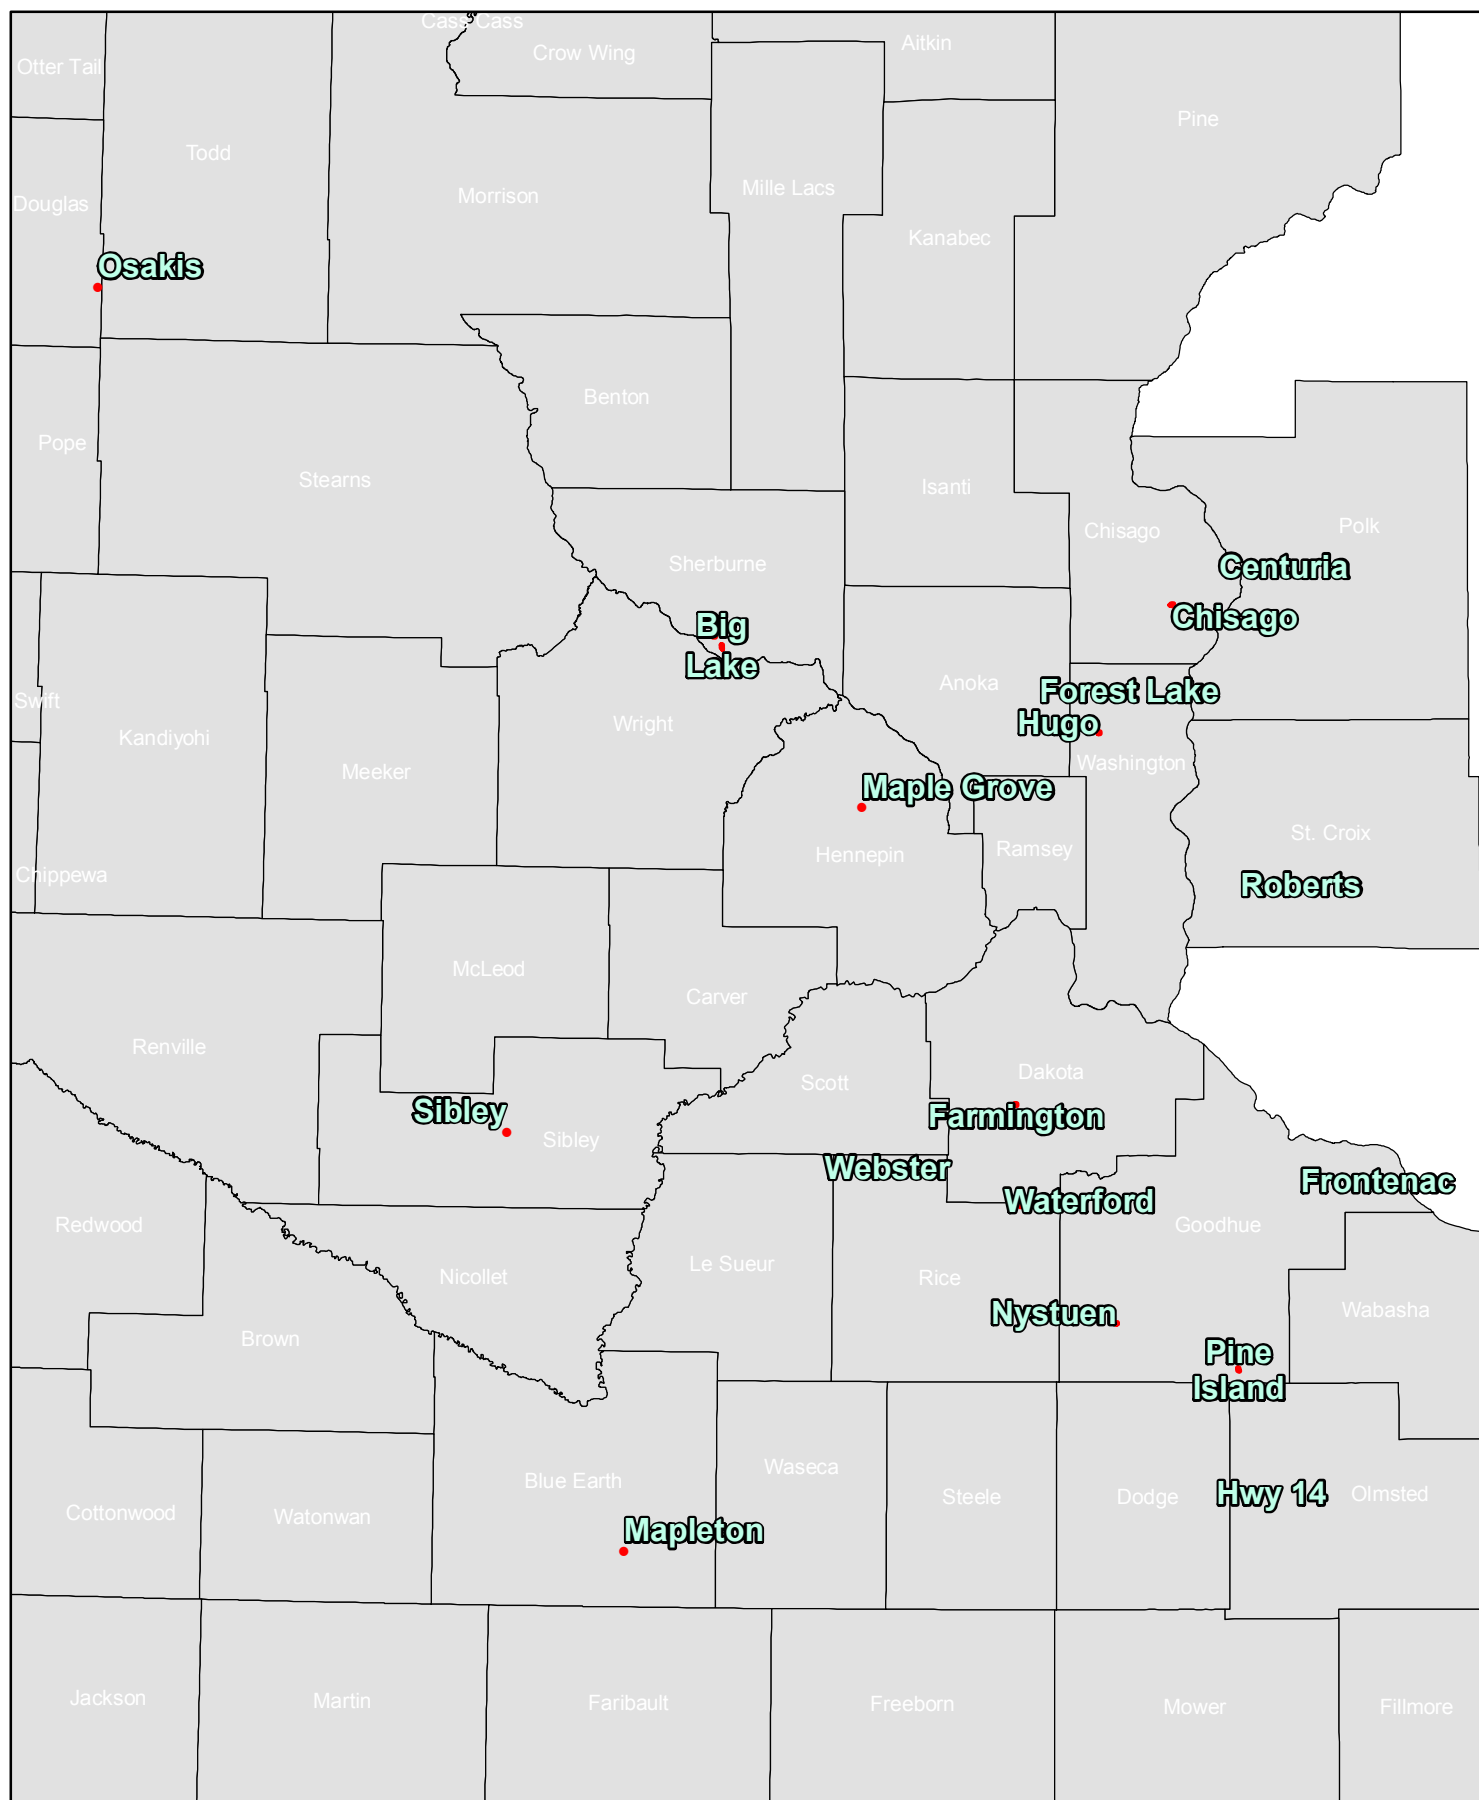 Cass Cass
Crow Wing
Aitkin
Otter Tail
Pine
Todd
Mille Lacs
Morrison
Douglas
Kanabec
Osakis
Benton
Pope
Stearns
Isanti
Polk
Chisago
Sherburne
Centuria
Chisago
Big
Lake
Anoka
Forest Lake
Swift
Hugo
Wright
Kandiyohi
Washington
Meeker
Maple Grove
St. Croix
Ramsey
Hennepin
Chippewa
Roberts
McLeod
Carver
Renville
Dakota
Scott
Sibley
Farmington
Sibley
Webster
Frontenac
Waterford
Redwood
Goodhue
Le Sueur
Nicollet
Rice
Wabasha
Nystuen
Brown
Pine
Island
Waseca
Blue Earth
Hwy 14
Olmsted
Steele
Dodge
Cottonwood
Watonwan
Mapleton
Jackson
Martin
Faribault
Freeborn
Mower
Fillmore